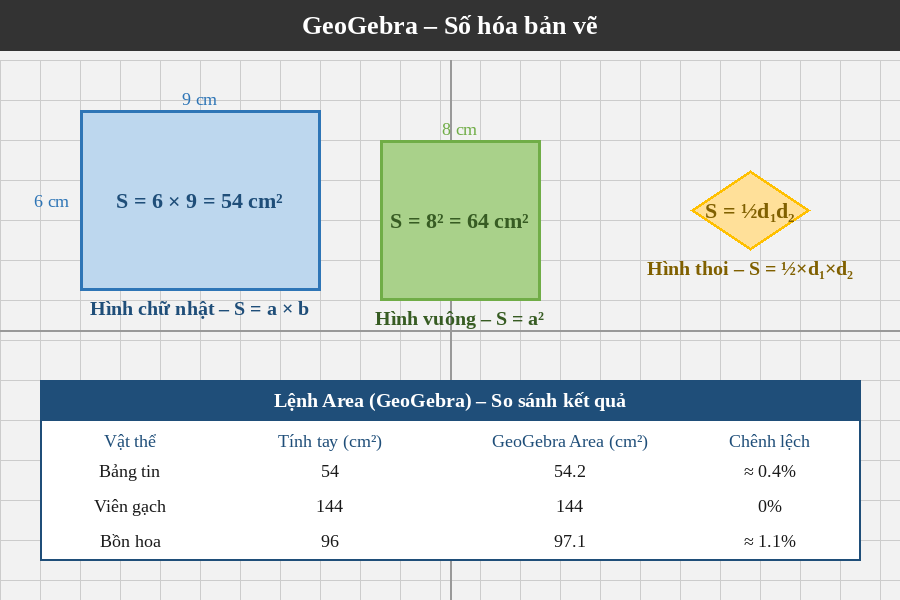 GeoGebra – Số hóa bản vẽ
9 cm
6 cm
S = 6 × 9 = 54 cm²
Hình chữ nhật – S = a × b
8 cm
S = 8² = 64 cm²
Hình vuông – S = a²
S = ½d₁d₂
Hình thoi – S = ½×d₁×d₂
Lệnh Area (GeoGebra) – So sánh kết quả
Vật thể Tính tay (cm²) GeoGebra Area (cm²) Chênh lệch
Bảng tin 54 54.2 ≈ 0.4%
Viên gạch 144 144 0%
Bồn hoa 96 97.1 ≈ 1.1%